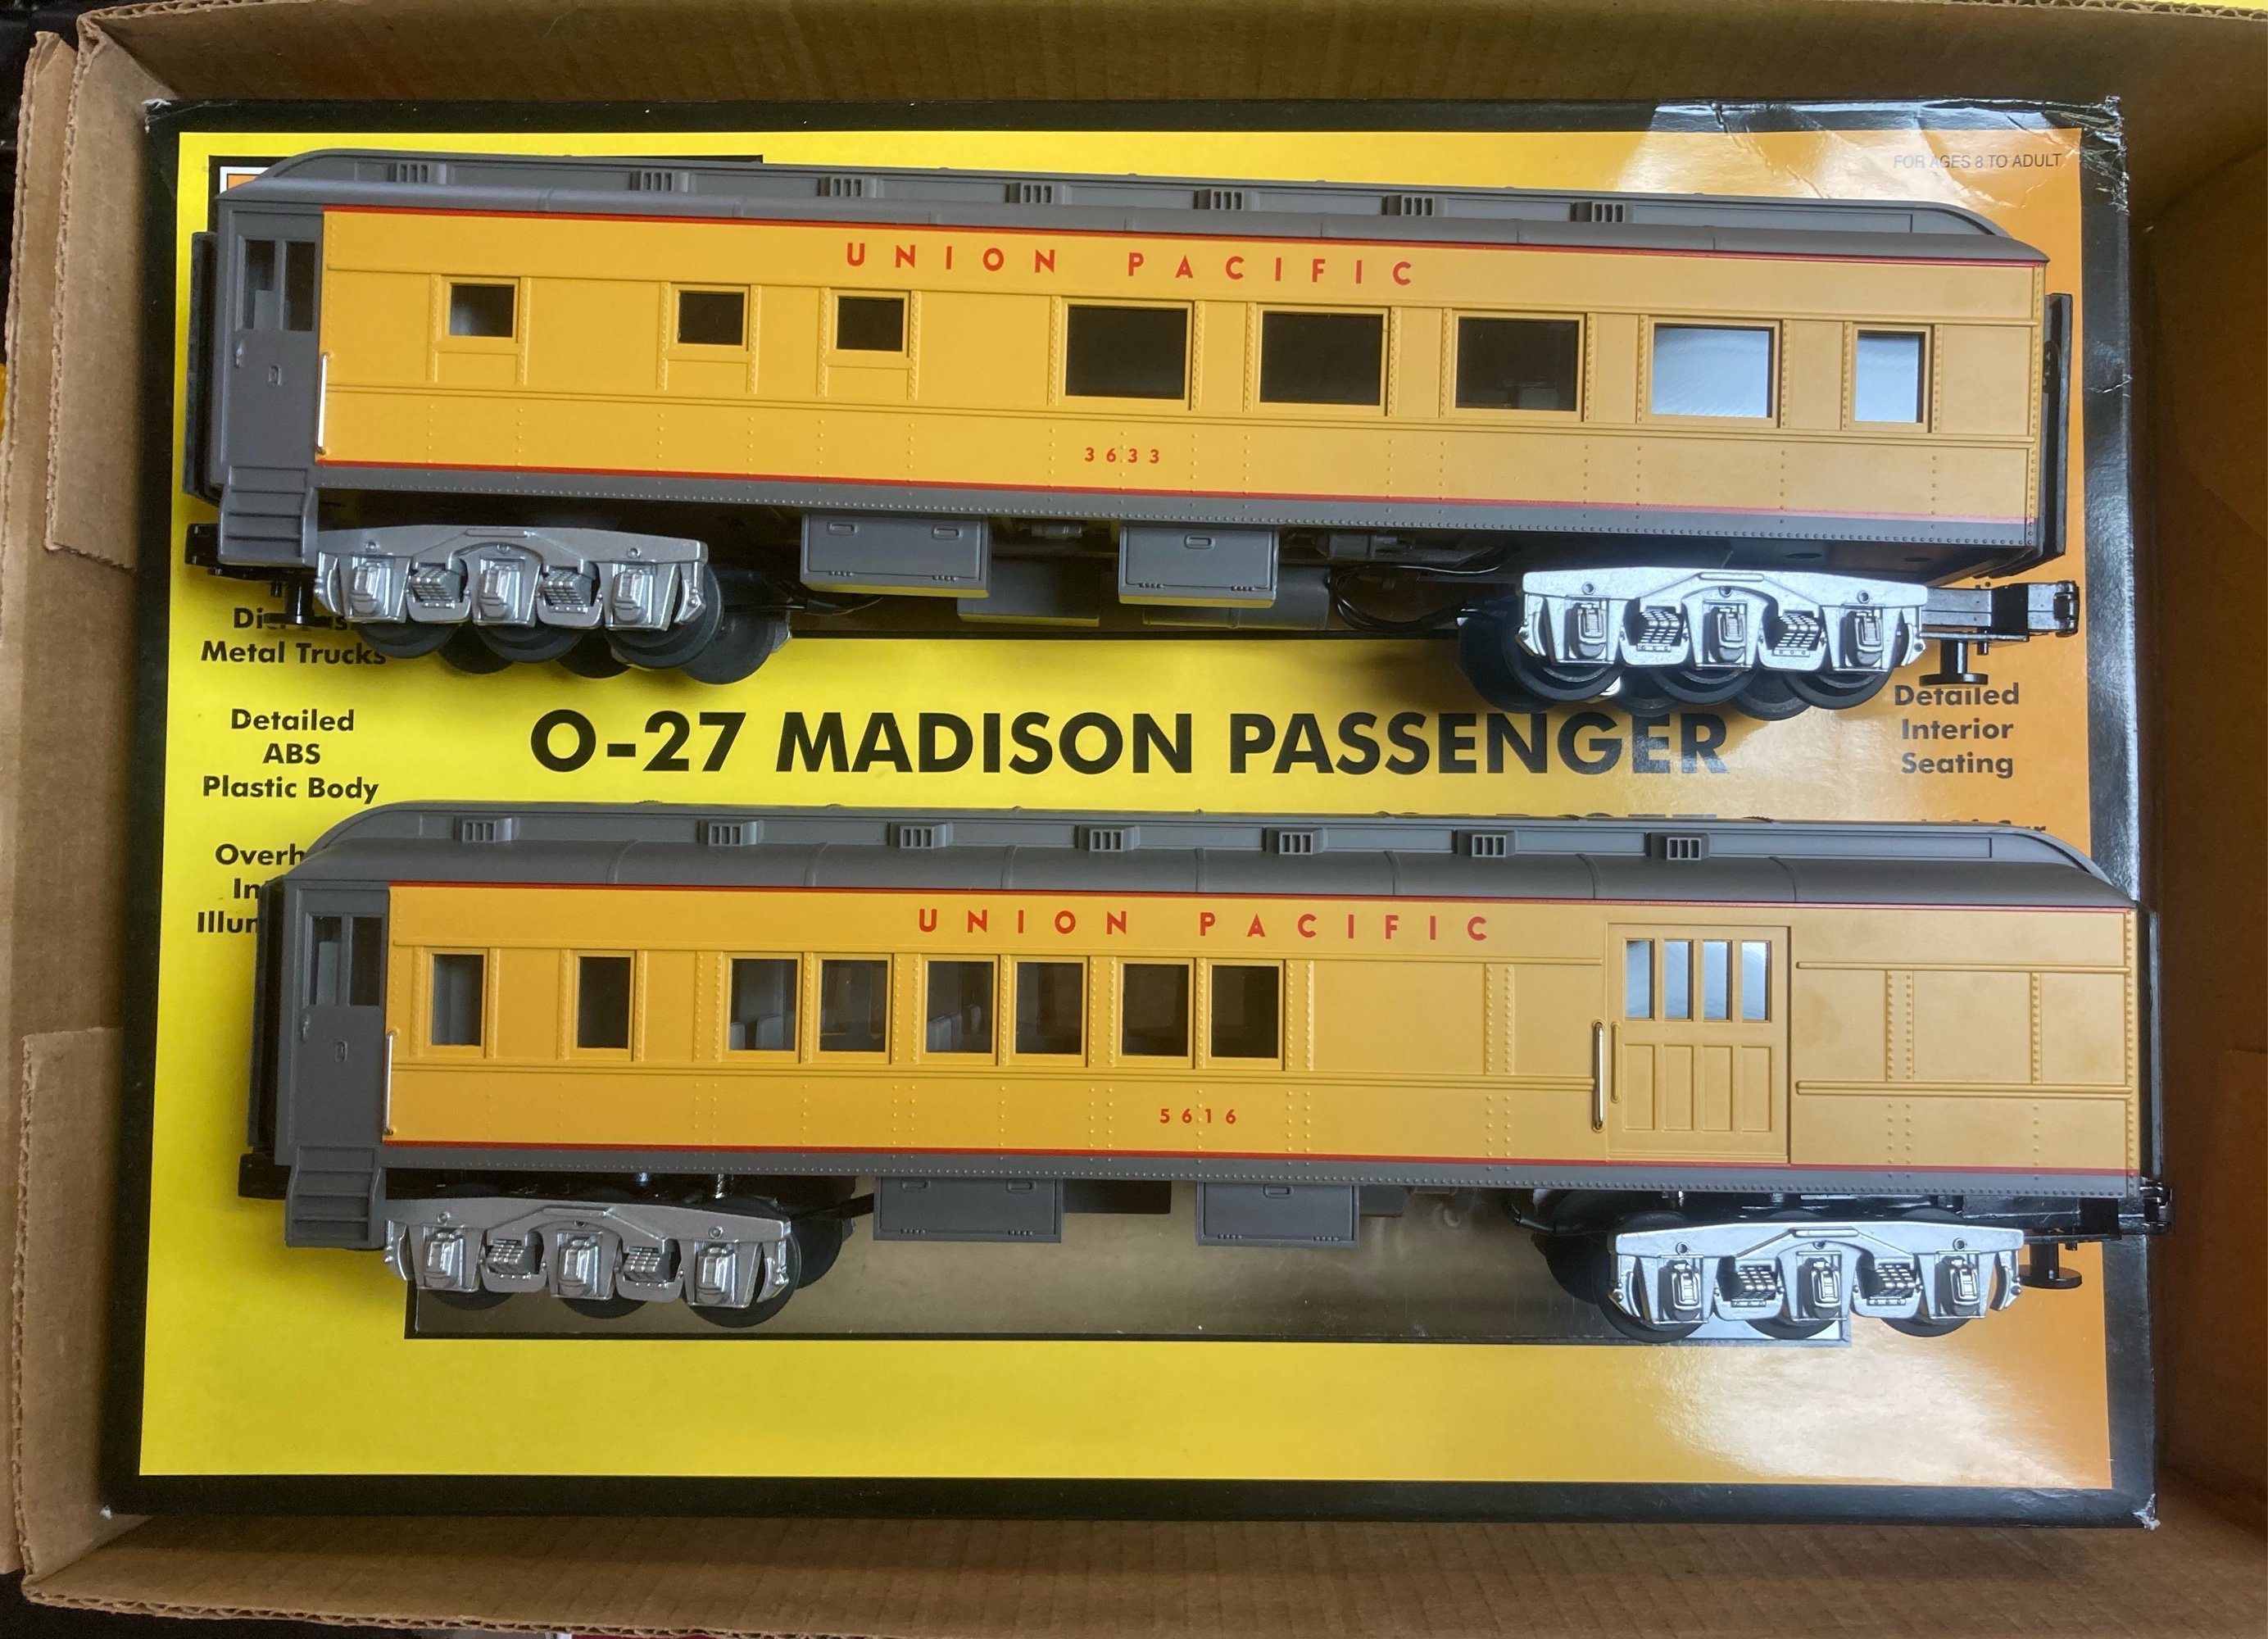 FOR AGES 8 TO ADULT
UNION PACIFIC
3633
Metal Trucks
Detailed
ABS
Plastic Body
O-27 MADISON PASSENGER
Detailed
Interior
Seating
UNION PACIFIC
5616